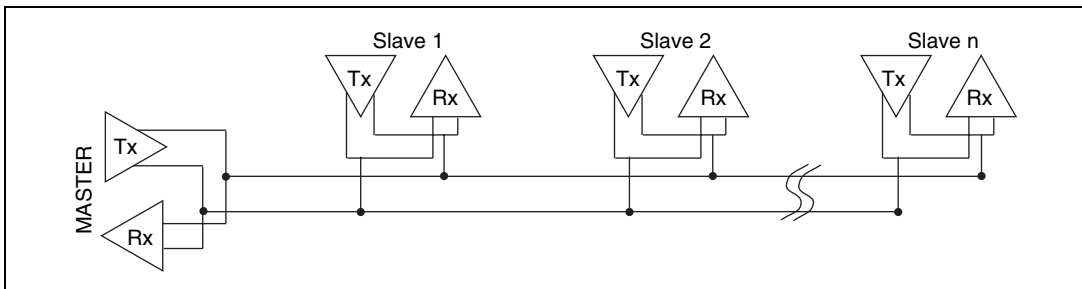 Slave 1
Slave 2
Slave n
Tx
Rx
Tx
Rx
Tx
Rx
MASTER
Tx
Rx